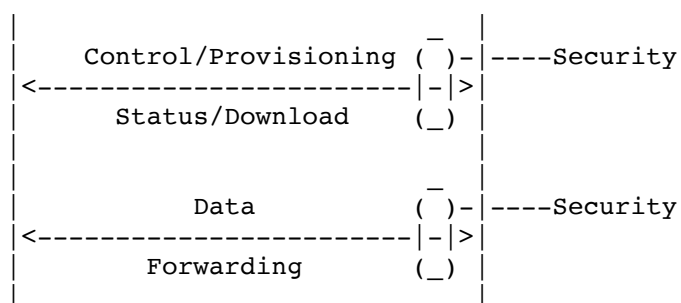 Control/Provisioning ----Security
Status/Download
Data ----Security
Forwarding